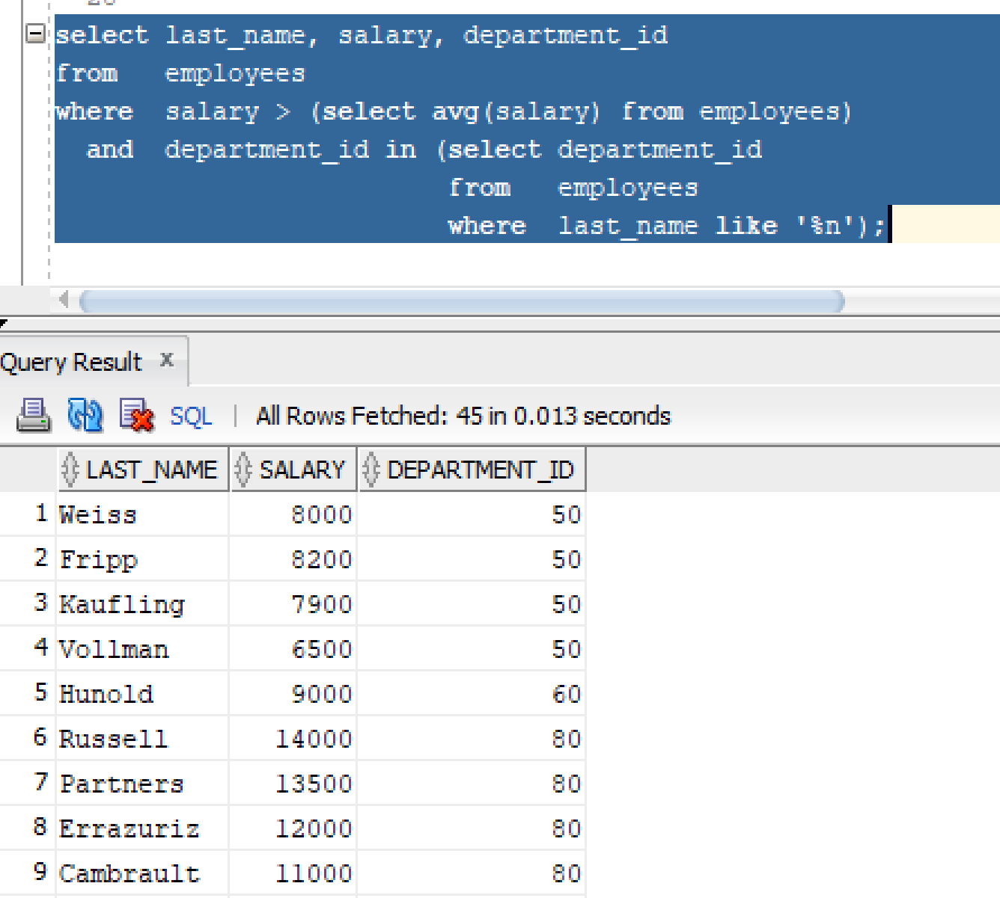 select last_name, salary, department_id
from employees
where salary > (select avg(salary) from employees)
and department_id in (select department_id
from employees
where last_name like '%n');
Query Result x
SQL | All Rows Fetched: 45 in 0.013 seconds
LAST_NAME SALARY DEPARTMENT_ID
1 Weiss 8000 50
2 Fripp 8200 50
3 Kaufling 7900 50
4 Vollman 6500 50
5 Hunold 9000 60
6 Russell 14000 80
7 Partners 13500 80
8 Errazuriz 12000 80
9 Cambrault 11000 80